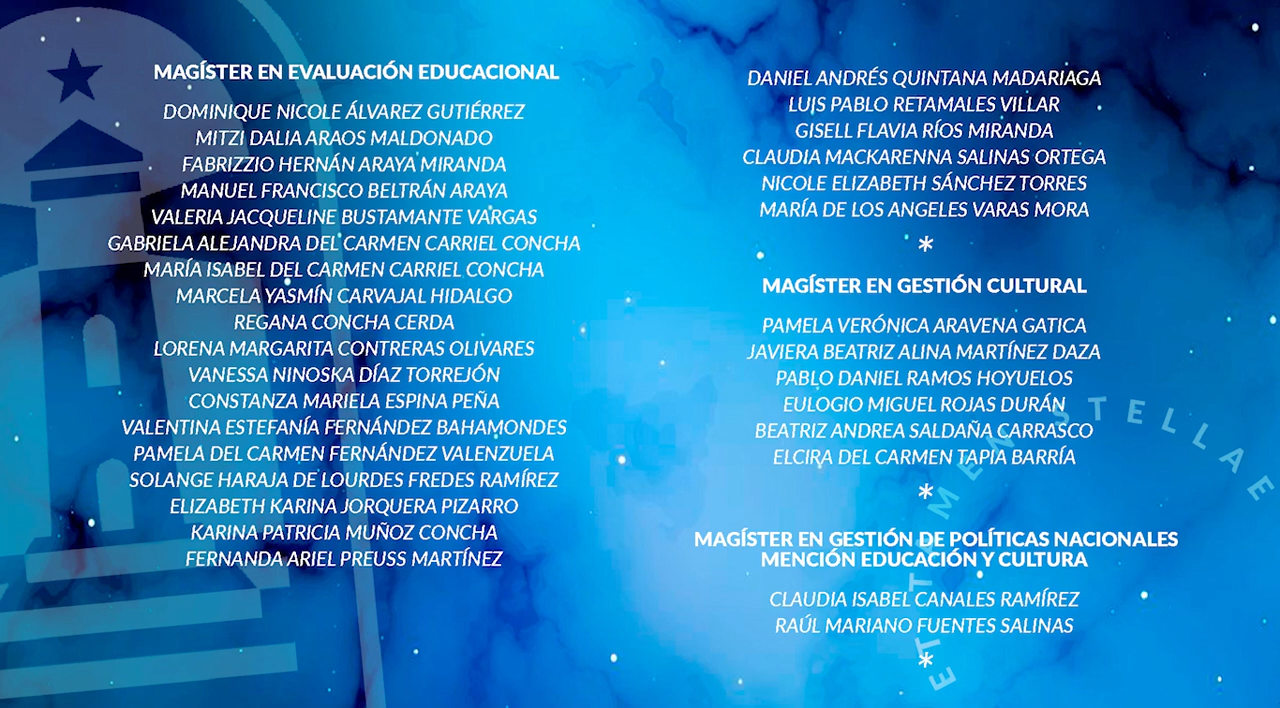 MAGÍSTER EN EVALUACIÓN EDUCACIONAL
DOMINIQUE NICOLE ÁLVAREZ GUTIÉRREZ
MITZI DALIA ARAOS MALDONADO
FABRIZZIO HERNÁN ARAYA MIRANDA
MANUEL FRANCISCO BELTRÁN ARAYA
VALERIA JACQUELINE BUSTAMANTE VARGAS
GABRIELA ALEJANDRA DEL CARMEN CARRIEL CONCHA
MARÍA ISABEL DEL CARMEN CARRIEL CONCHA
MARCELA YASMÍN CARVAJAL HIDALGO
REGANA CONCHA CERDA
LORENA MARGARITA CONTRERAS OLIVARES
VANESSA NINOSKA DÍAZ TORREJÓN
CONSTANZA MARIELA ESPINA PEÑA
VALENTINA ESTEFANÍA FERNÁNDEZ BAHAMONDES
PAMELA DEL CARMEN FERNÁNDEZ VALENZUELA
SOLANGE HARAJA DE LOURDES FREDES RAMÍREZ
ELIZABETH KARINA JORQUERA PIZARRO
KARINA PATRICIA MUÑOZ CONCHA
FERNANDA ARIEL PREUSS MARTÍNEZ
DANIEL ANDRÉS QUINTANA MADARIAGA
LUIS PABLO RETAMALES VILLAR
GISELL FLAVIA RÍOS MIRANDA
CLAUDIA MACKARENNA SALINAS ORTEGA
NICOLE ELIZABETH SÁNCHEZ TORRES
MARÍA DE LOS ANGELES VARAS MORA
*
MAGÍSTER EN GESTIÓN CULTURAL
PAMELA VERÓNICA ARAVENA GATICA
JAVIERA BEATRIZ ALINA MARTÍNEZ DAZA
PABLO DANIEL RAMOS HOYUELOS
EULOGIO MIGUEL ROJAS DURÁN
BEATRIZ ANDREA SALDAÑA CARRASCO
ELCIRA DEL CARMEN TAPIA BARRÍA
*
MAGÍSTER EN GESTIÓN DE POLÍTICAS NACIONALES
MENCIÓN EDUCACIÓN Y CULTURA
CLAUDIA ISABEL CANALES RAMÍREZ
RAÚL MARIANO FUENTES SALINAS
*
ET TAMEN STELLAE